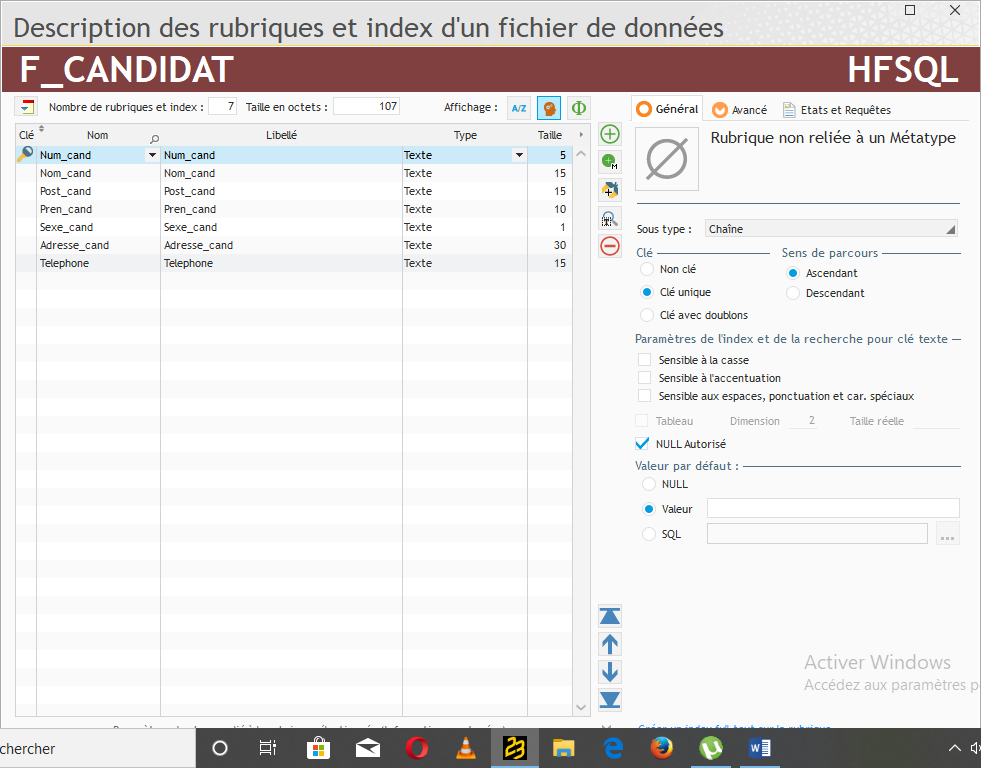 Description des rubriques et index d'un fichier de données
F_CANDIDAT HFSQL
Nombre de rubriques et index : 7 Taille en octets : 107 Affichage : A/Z
Général Avancé Etats et Requêtes
Clé Nom Libellé Type Taille
Num_cand Num_cand Texte 5
Nom_cand Nom_cand Texte 15
Post_cand Post_cand Texte 15
Pren_cand Pren_cand Texte 10
Sexe_cand Sexe_cand Texte 1
Adresse_cand Adresse_cand Texte 30
Telephone Telephone Texte 15
M
Rubrique non reliée à un Métatype
Sous type : Chaîne
Clé Sens de parcours
Non clé Ascendant
Clé unique Descendant
Clé avec doublons
Paramètres de l'index et de la recherche pour clé texte
Sensible à la casse
Sensible à l'accentuation
Sensible aux espaces, ponctuation et car. spéciaux
Tableau Dimension 2 Taille réelle
NULL Autorisé
Valeur par défaut :
NULL
Valeur
SQL ...
Activer Windows
Accédez aux paramètres p
chercher 23 W